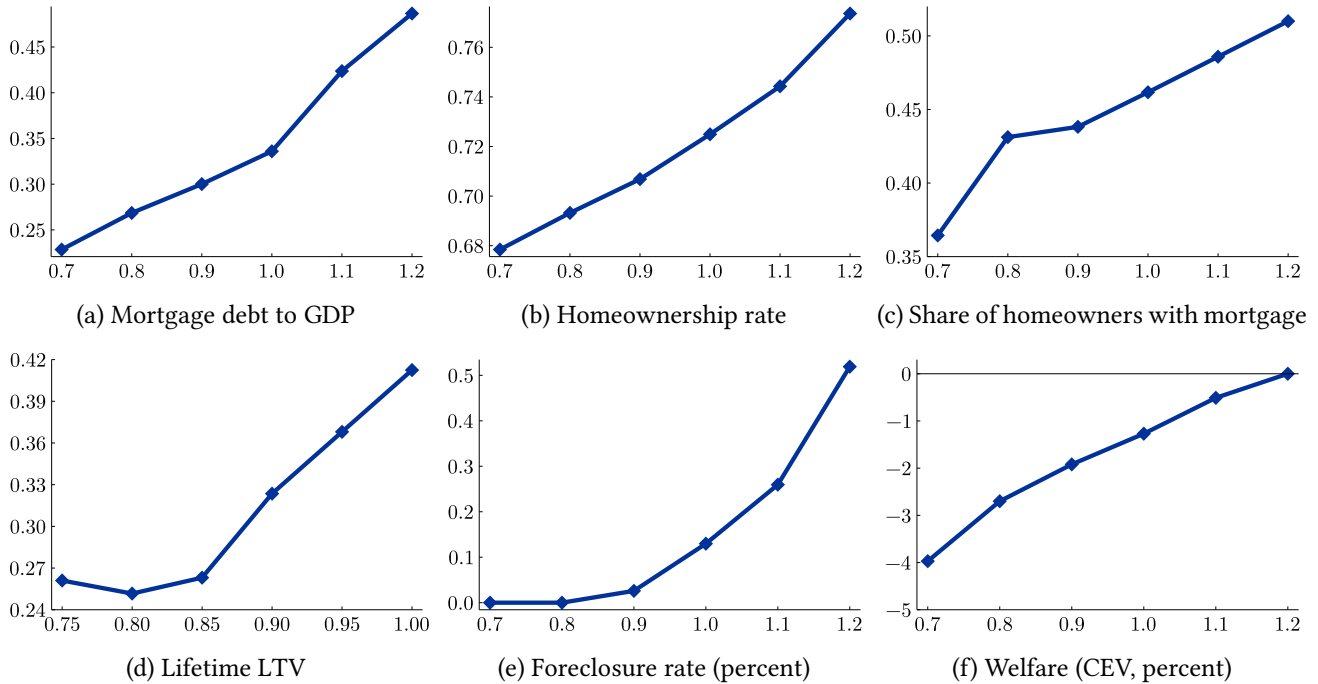 0.45
0.40
0.35
0.30
0.25
0.7 0.8 0.9 1.0 1.1 1.2
(a) Mortgage debt to GDP
0.76
0.74
0.72
0.70
0.68
0.7 0.8 0.9 1.0 1.1 1.2
(b) Homeownership rate
0.50
0.45
0.40
0.35
0.7 0.8 0.9 1.0 1.1 1.2
(c) Share of homeowners with mortgage
0.42
0.39
0.36
0.33
0.30
0.27
0.24
0.75 0.80 0.85 0.90 0.95 1.00
(d) Lifetime LTV
0.5
0.4
0.3
0.2
0.1
0.0
0.7 0.8 0.9 1.0 1.1 1.2
(e) Foreclosure rate (percent)
0
−1
−2
−3
−4
−5
0.7 0.8 0.9 1.0 1.1 1.2
(f) Welfare (CEV, percent)